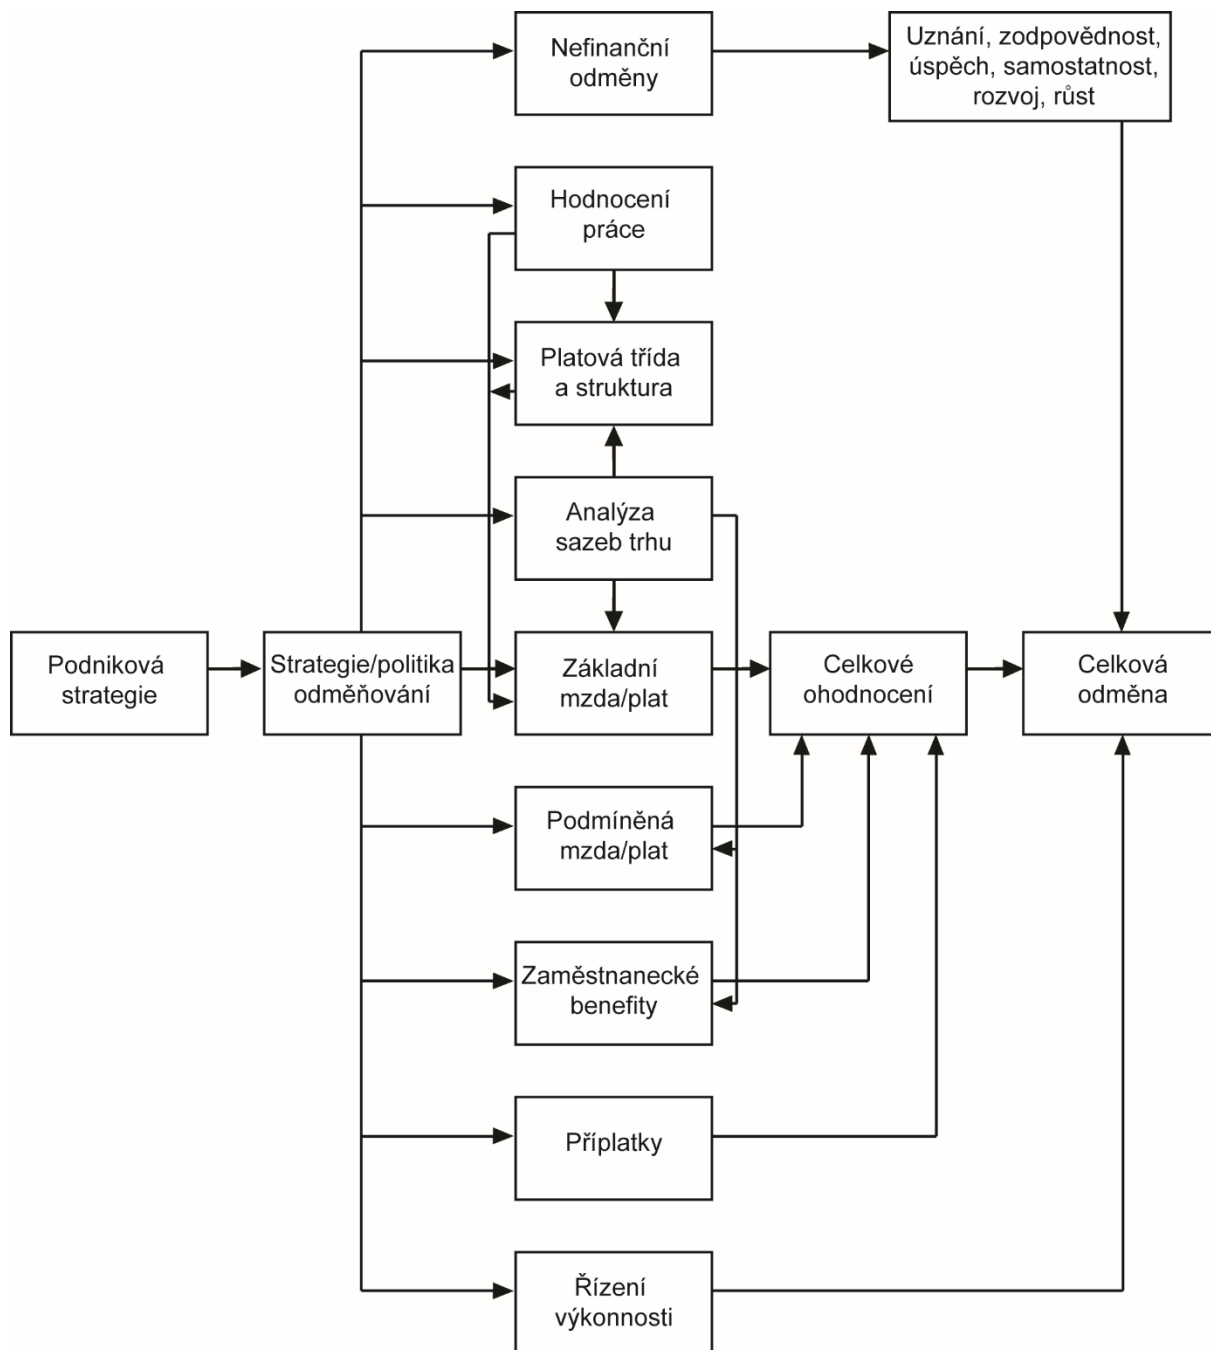 Nefinanční
odměny
Uznání, zodpovědnost,
úspěch, samostatnost,
rozvoj, růst
Hodnocení
práce
Platová třída
a struktura
Analýza
sazeb trhu
Podniková
strategie
Strategie/politika
odměňování
Základní
mzda/plat
Celkové
ohodnocení
Celková
odměna
Podmíněná
mzda/plat
Zaměstnanecké
benefity
Příplatky
Řízení
výkonnosti